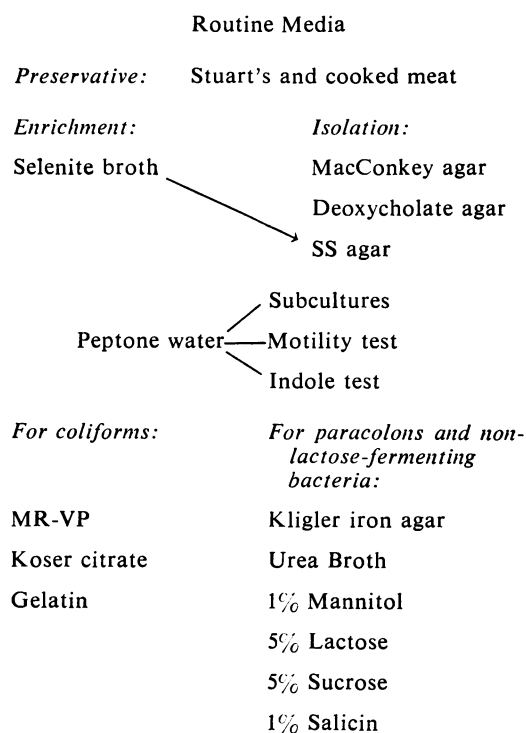 Routine Media
Preservative: Stuart's and cooked meat
Enrichment: Isolation:
Selenite broth MacConkey agar
Deoxycholate agar
SS agar
Subcultures
Peptone water Motility test
Indole test
For coliforms: For paracolons and non-
lactose-fermenting
bacteria:
MR-VP Kligler iron agar
Koser citrate Urea Broth
Gelatin 1% Mannitol
5% Lactose
5% Sucrose
1% Salicin